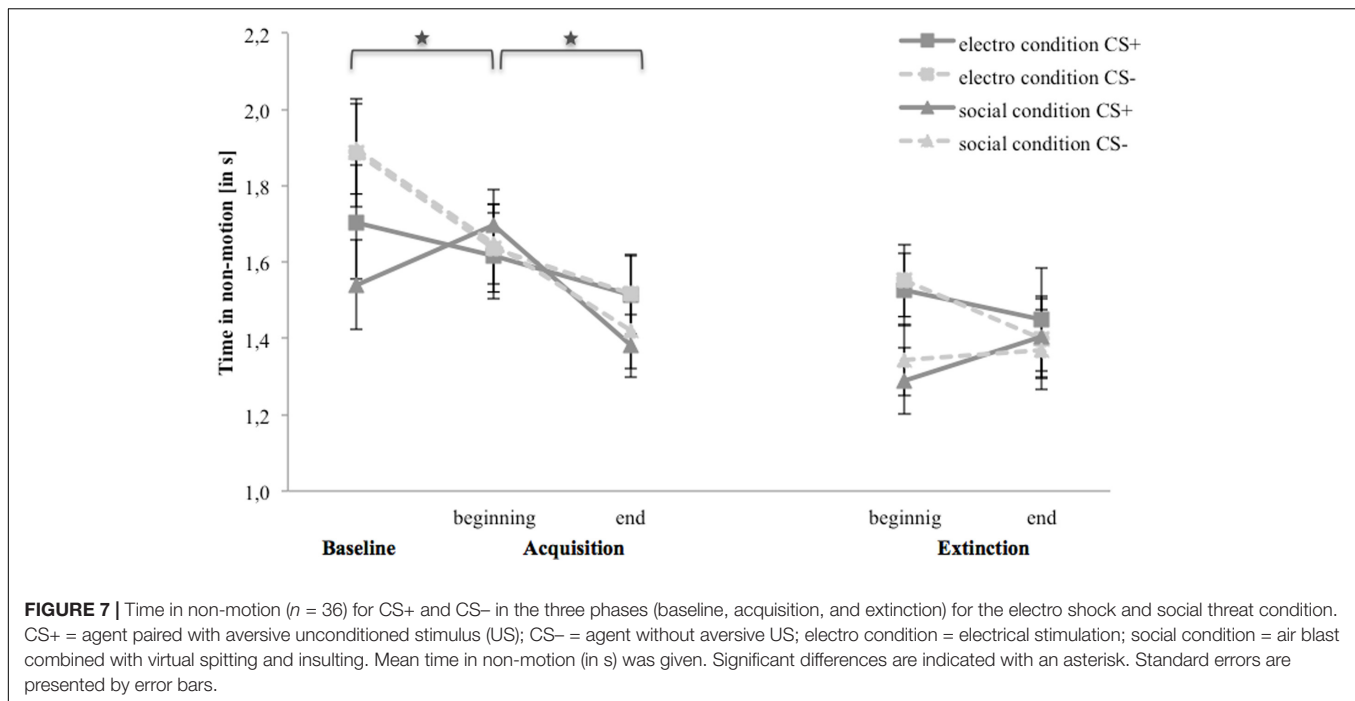 2,2
2,0
1,8
1,6
1,4
1,2
1,0
Time in non-motion [in s]
electro condition CS+
electro condition CS-
social condition CS+
social condition CS-
beginning end beginnig end
Baseline Acquisition Extinction
FIGURE 7 | Time in non-motion (n = 36) for CS+ and CS– in the three phases (baseline, acquisition, and extinction) for the electro shock and social threat condition.
CS+ = agent paired with aversive unconditioned stimulus (US); CS– = agent without aversive US; electro condition = electrical stimulation; social condition = air blast
combined with virtual spitting and insulting. Mean time in non-motion (in s) was given. Significant differences are indicated with an asterisk. Standard errors are
presented by error bars.